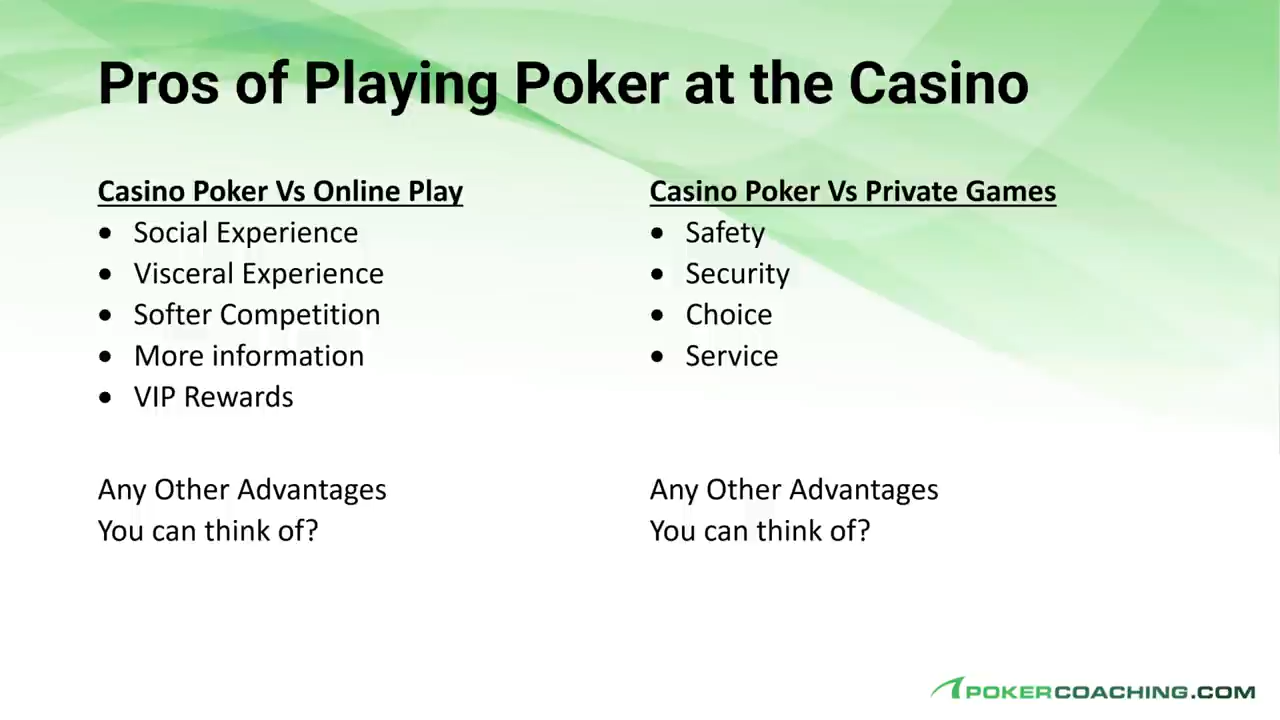 Pros of Playing Poker at the Casino
Casino Poker Vs Online Play
• Social Experience
• Visceral Experience
• Softer Competition
• More information
• VIP Rewards
Any Other Advantages
You can think of?
Casino Poker Vs Private Games
• Safety
• Security
• Choice
• Service
Any Other Advantages
You can think of?
POKERCOACHING.COM